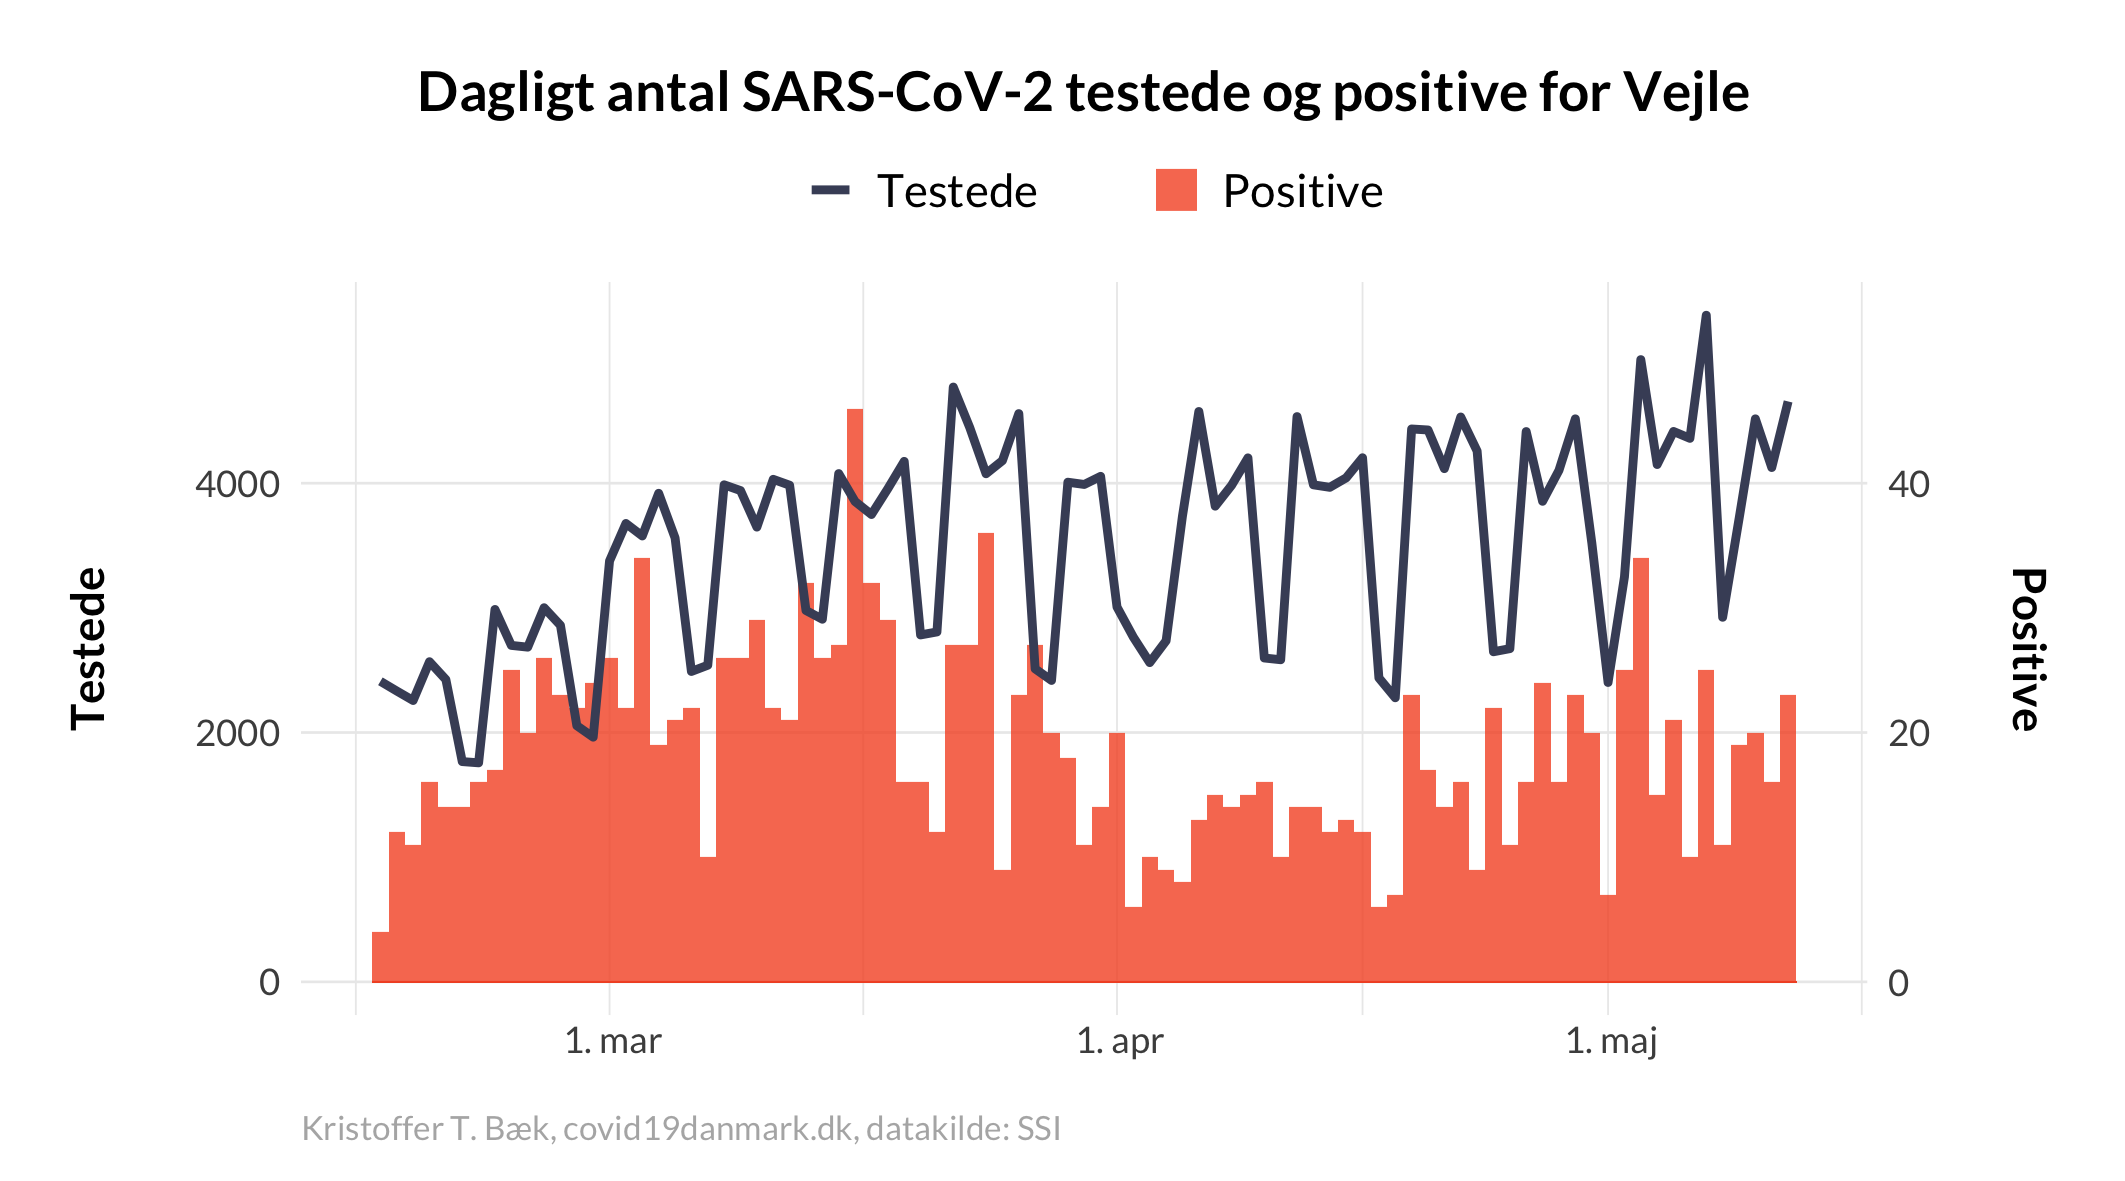 Dagligt antal SARS-CoV-2 testede og positive for Vejle
Testede
Positive
Testede
4000
2000
0
40
20
0
Positive
1. mar
1. apr
1. maj
Kristoffer T. Bæk, covid19danmark.dk, datakilde: SSI